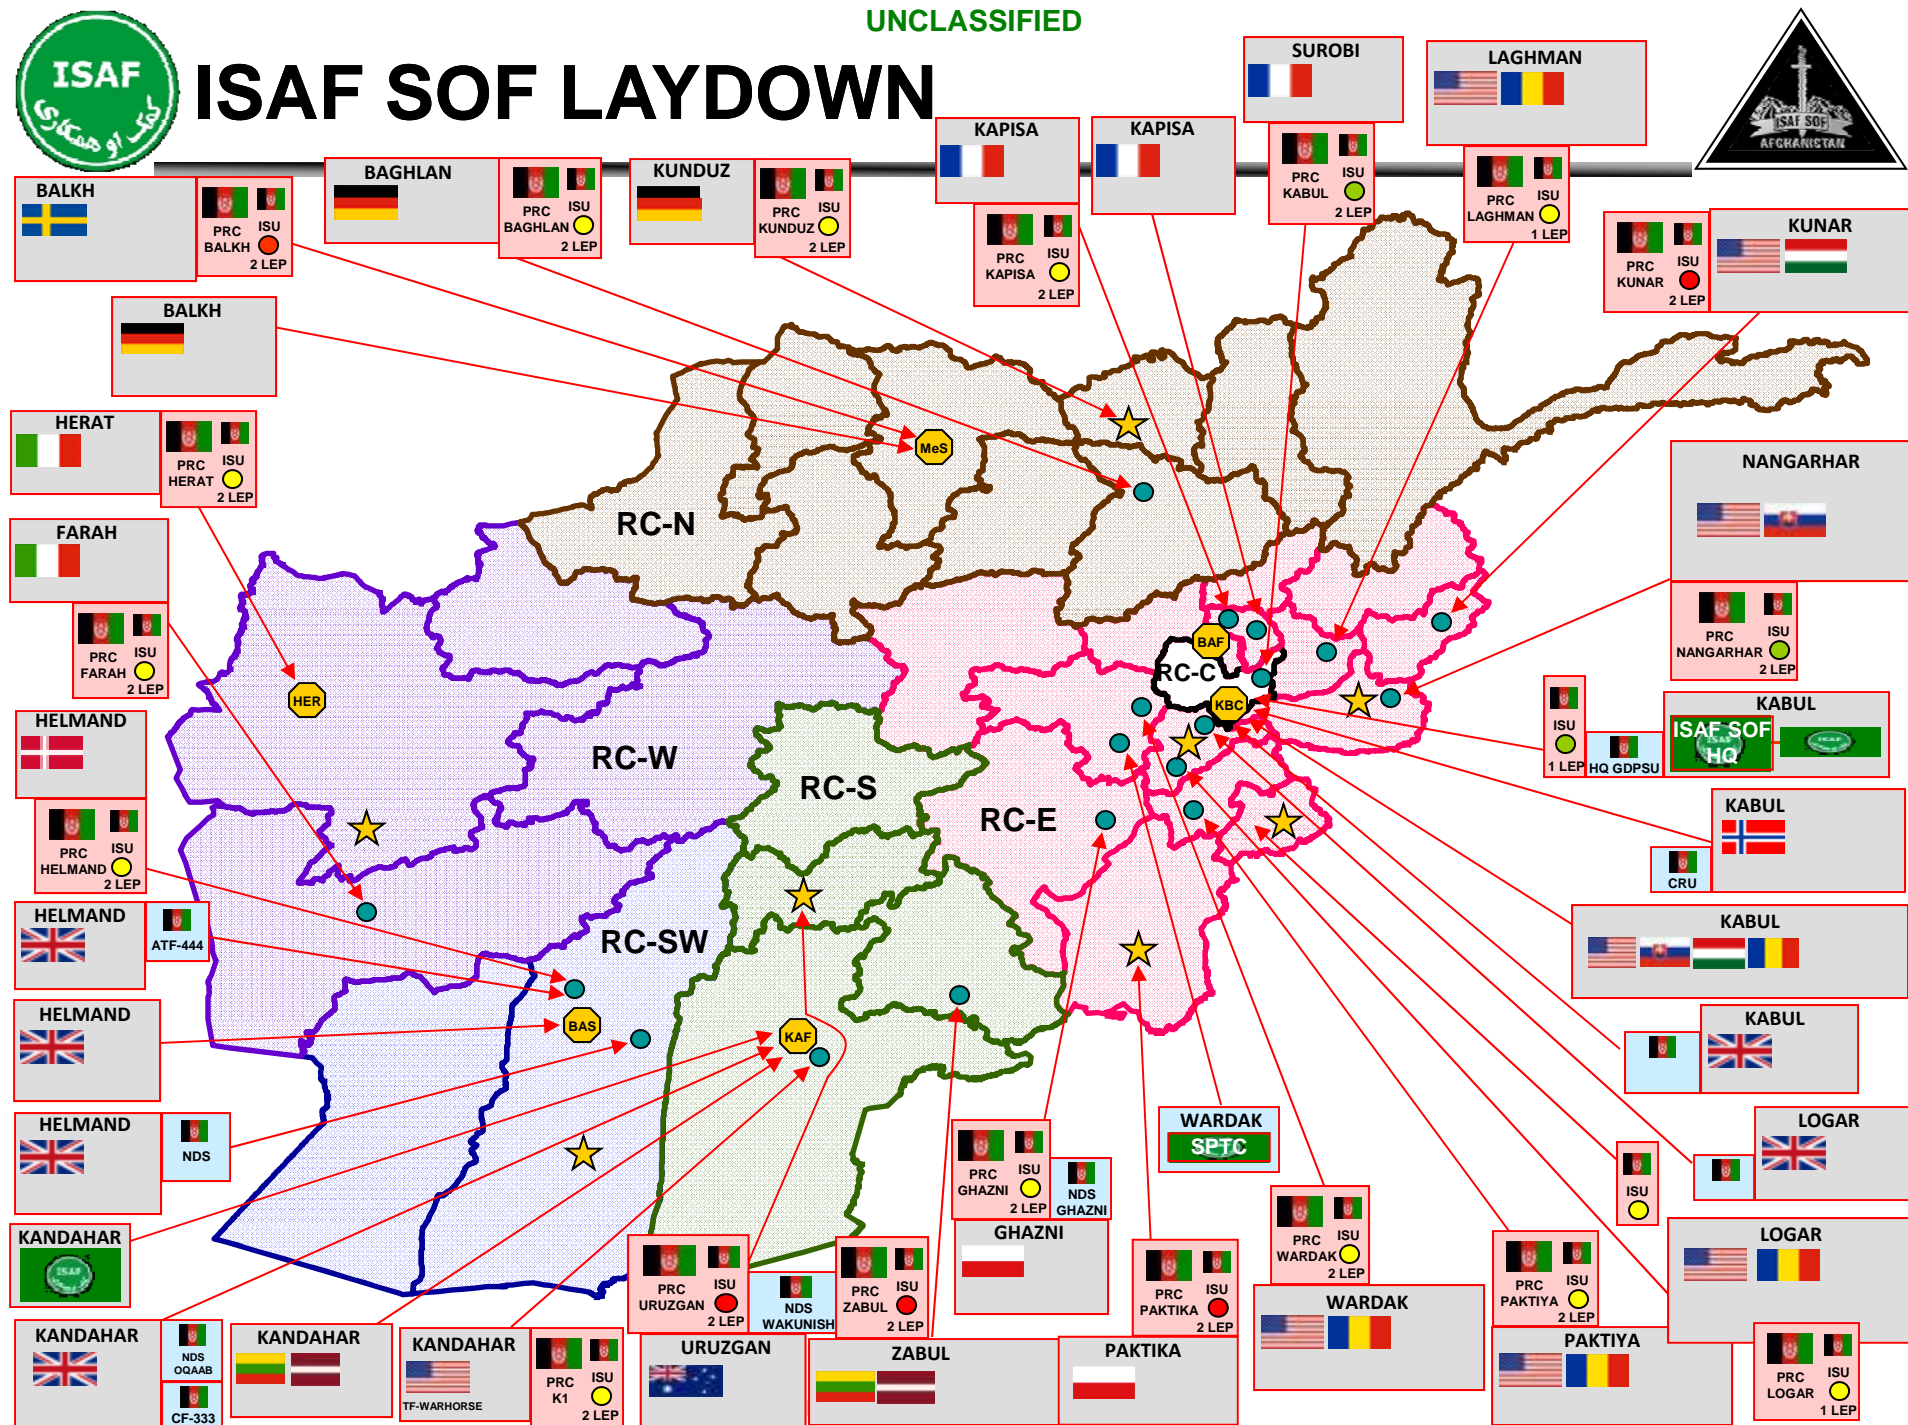 UNCLASSIFIED
ISAF
کمک او همکاری
ISAF SOF LAYDOWN
ISAF SOF
AFGHANISTAN
SUROBI
PRC
KABUL
ISU
2 LEP
LAGHMAN
PRC
LAGHMAN
ISU
1 LEP
KAPISA
PRC
KAPISA
ISU
2 LEP
KAPISA
BALKH
PRC
BALKH
ISU
2 LEP
BAGHLAN
PRC
BAGHLAN
ISU
2 LEP
KUNDUZ
PRC
KUNDUZ
ISU
2 LEP
PRC
KUNAR
ISU
2 LEP
KUNAR
BALKH
HERAT
PRC
HERAT
ISU
2 LEP
FARAH
PRC
FARAH
ISU
2 LEP
NANGARHAR
PRC
NANGARHAR
ISU
2 LEP
MeS
RC-N
BAF
RC-C
KBC
HER
RC-W
RC-S
RC-E
RC-SW
BAS
KAF
HELMAND
PRC
HELMAND
ISU
2 LEP
ISU
1 LEP
HQ GDPSU
KABUL
ISAF SOF
HQ
KABUL
CRU
KABUL
HELMAND
ATF-444
HELMAND
KABUL
HELMAND
NDS
LOGAR
WARDAK
SPTC
PRC
GHAZNI
ISU
2 LEP
NDS
GHAZNI
GHAZNI
ISU
KANDAHAR
ISAF
PRC
URUZGAN
ISU
2 LEP
NDS
WAKUNISH
URUZGAN
PRC
ZABUL
ISU
2 LEP
ZABUL
PRC
PAKTIKA
ISU
2 LEP
PAKTIKA
PRC
WARDAK
ISU
2 LEP
WARDAK
PRC
PAKTIYA
ISU
2 LEP
PAKTIYA
LOGAR
PRC
LOGAR
ISU
1 LEP
KANDAHAR
NDS
OQAAB
CF-333
KANDAHAR
KANDAHAR
TF-WARHORSE
PRC
K1
ISU
2 LEP